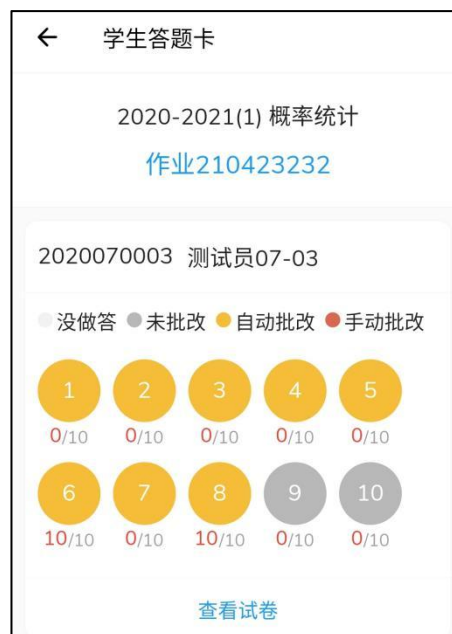 学生答题卡
2020-2021(1) 概率统计
作业210423232
2020070003 测试员07-03
没做答 未批改 自动批改 手动批改
1 2 3 4 5
0/10 0/10 0/10 0/10 0/10
6 7 8 9 10
10/10 0/10 10/10 0/10 0/10
查看试卷